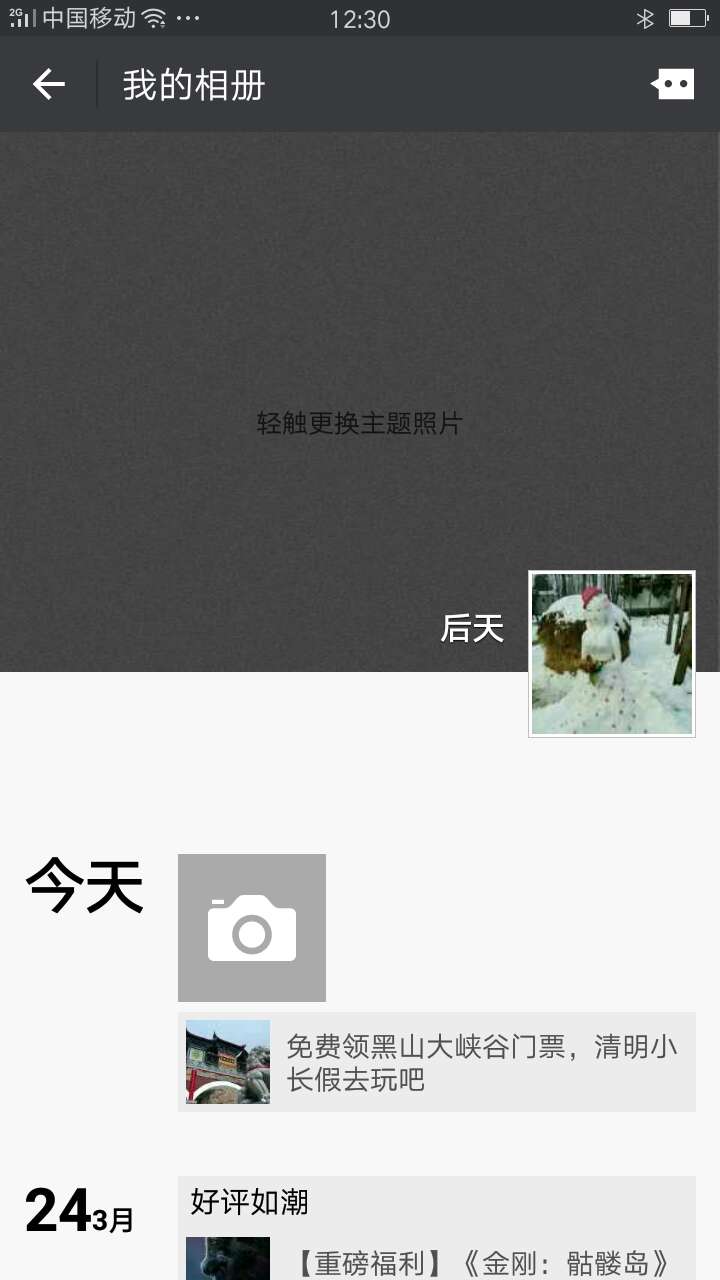 2G 中国移动 ··· 12:30
我的相册
轻触更换主题照片
后天
今天
免费领黑山大峡谷门票，清明小
长假去玩吧
24 3月
好评如潮
【重磅福利】《金刚：骷髅岛》